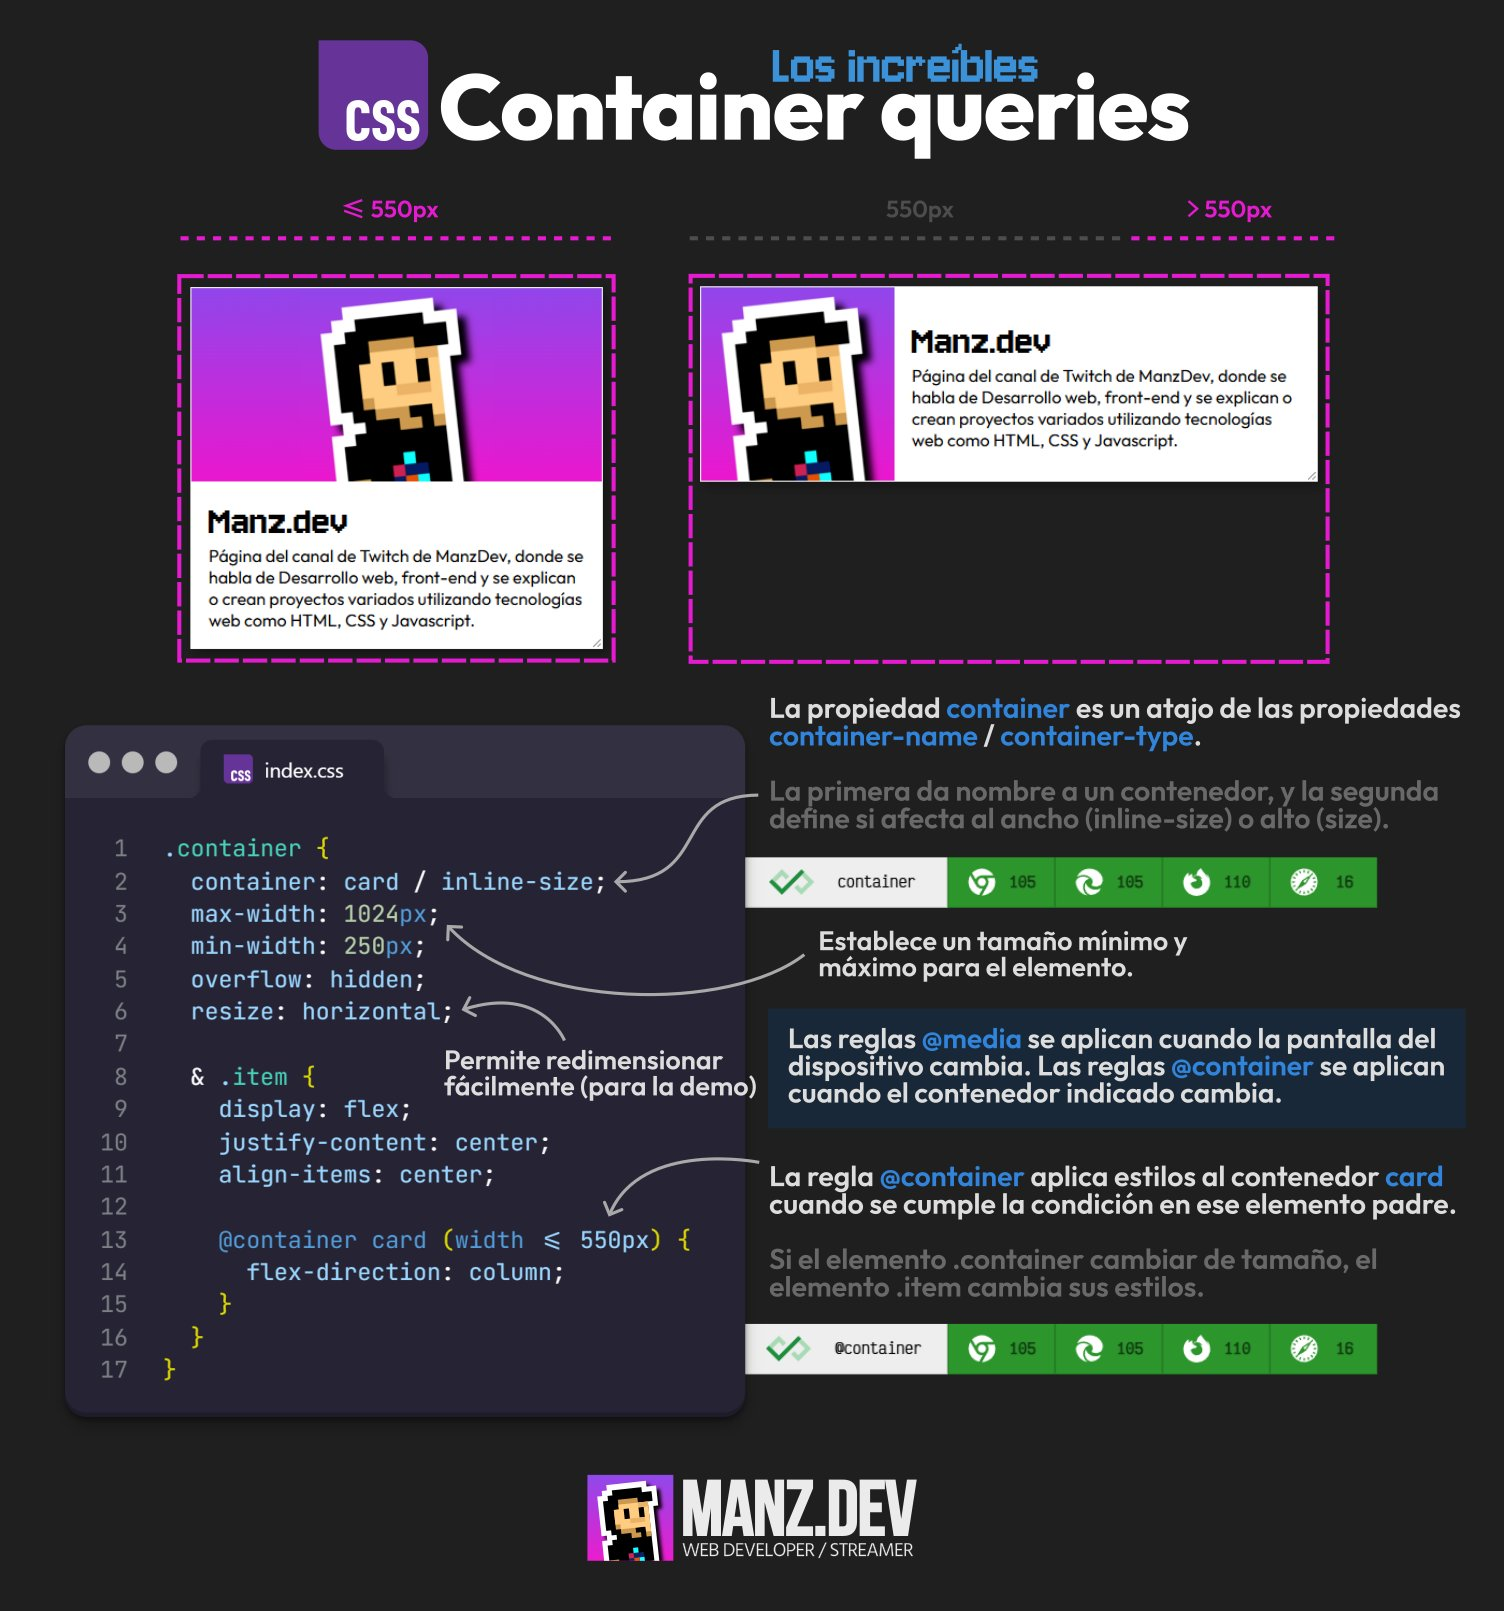 CSS
Los increíbles
Container queries
⩽ 550px
550px
> 550px
Manz.dev
Página del canal de Twitch de ManzDev, donde se
habla de Desarrollo web, front-end y se explican
o crean proyectos variados utilizando tecnologías
web como HTML, CSS y Javascript.
Manz.dev
Página del canal de Twitch de ManzDev, donde se
habla de Desarrollo web, front-end y se explican o
crean proyectos variados utilizando tecnologías
web como HTML, CSS y Javascript.
La propiedad container es un atajo de las propiedades
container-name / container-type.
La primera da nombre a un contenedor, y la segunda
define si afecta al ancho (inline-size) o alto (size).
container 105 105 110 16
Establece un tamaño mínimo y
máximo para el elemento.
Las reglas @media se aplican cuando la pantalla del
dispositivo cambia. Las reglas @container se aplican
cuando el contenedor indicado cambia.
La regla @container aplica estilos al contenedor card
cuando se cumple la condición en ese elemento padre.
Si el elemento .container cambiar de tamaño, el
elemento .item cambia sus estilos.
@container 105 105 110 16
CSS index.css
1 .container {
2 container: card / inline-size;
3 max-width: 1024px;
4 min-width: 250px;
5 overflow: hidden;
6 resize: horizontal;
7
8 & .item {
9 display: flex;
10 justify-content: center;
11 align-items: center;
12
13 @container card (width ⩽ 550px) {
14 flex-direction: column;
15 }
16 }
17 }
Permite redimensionar
fácilmente (para la demo)
MANZ.DEV
WEB DEVELOPER / STREAMER